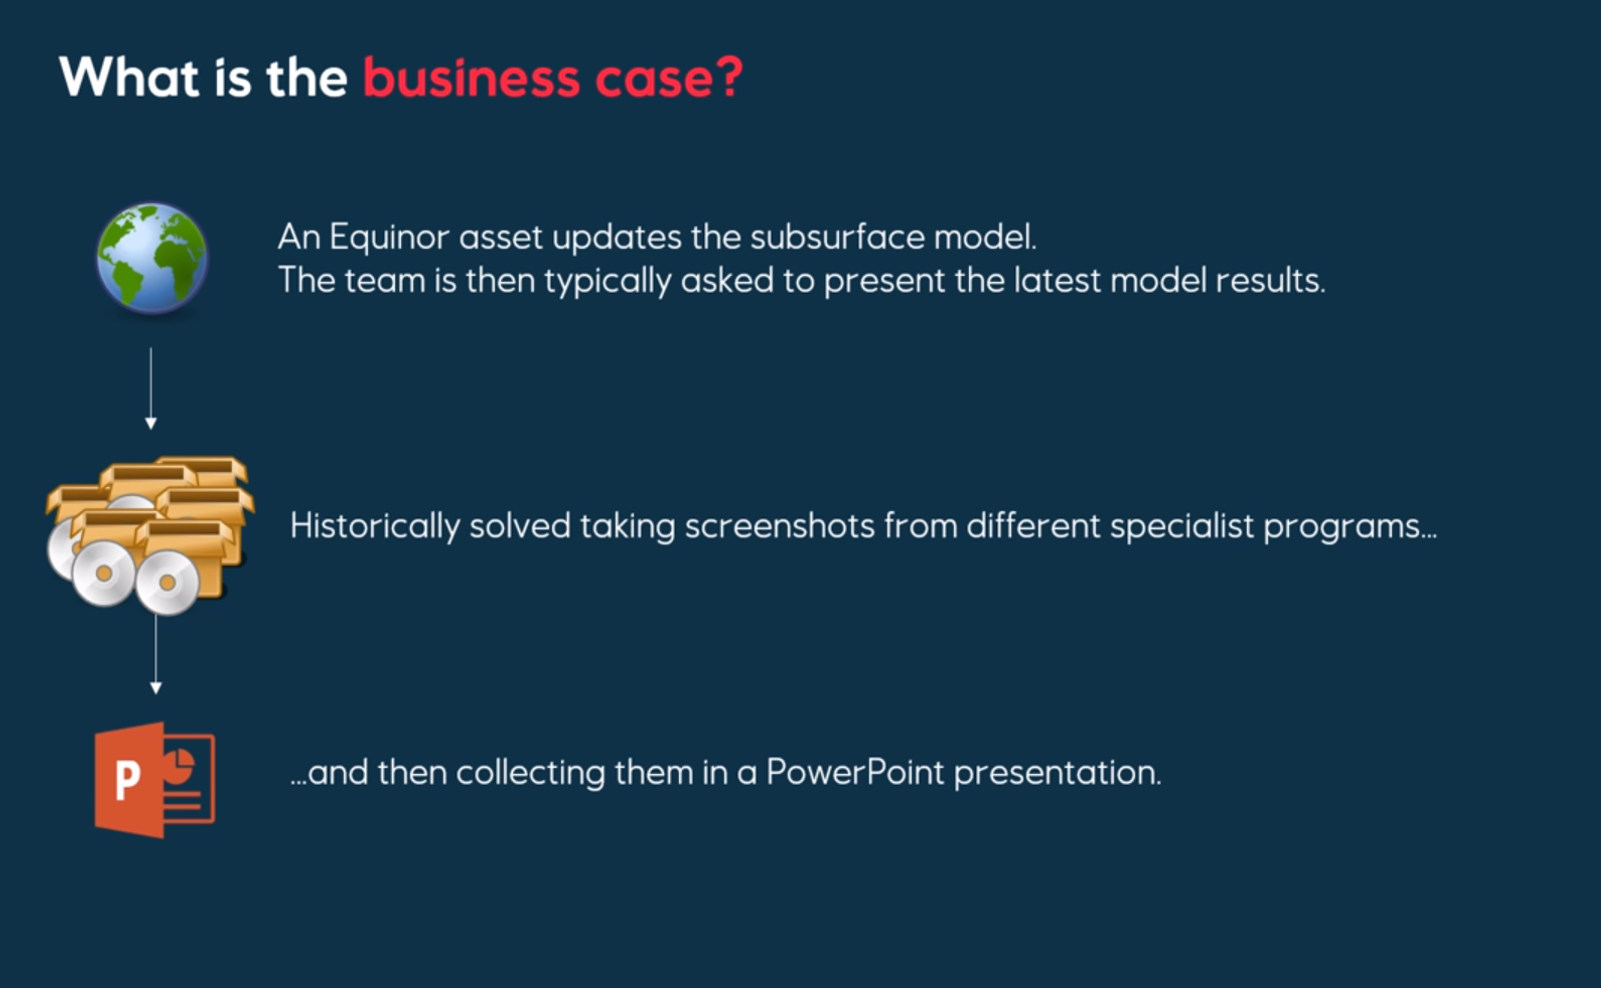 What is the business case?
An Equinor asset updates the subsurface model.
The team is then typically asked to present the latest model results.
Historically solved taking screenshots from different specialist programs...
P
...and then collecting them in a PowerPoint presentation.